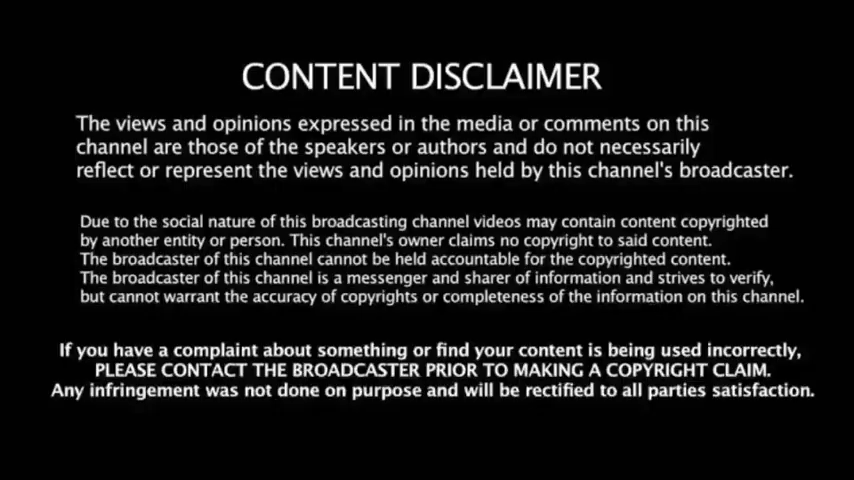 CONTENT DISCLAIMER
The views and opinions expressed in the media or comments on this
channel are those of the speakers or authors and do not necessarily
reflect or represent the views and opinions held by this channel's broadcaster.
Due to the social nature of this broadcasting channel videos may contain content copyrighted
by another entity or person. This channel's owner claims no copyright to said content.
The broadcaster of this channel cannot be held accountable for the copyrighted content.
The broadcaster of this channel is a messenger and sharer of information and strives to verify,
but cannot warrant the accuracy of copyrights or completeness of the information on this channel.
If you have a complaint about something or find your content is being used incorrectly,
PLEASE CONTACT THE BROADCASTER PRIOR TO MAKING A COPYRIGHT CLAIM.
Any infringement was not done on purpose and will be rectified to all parties satisfaction.